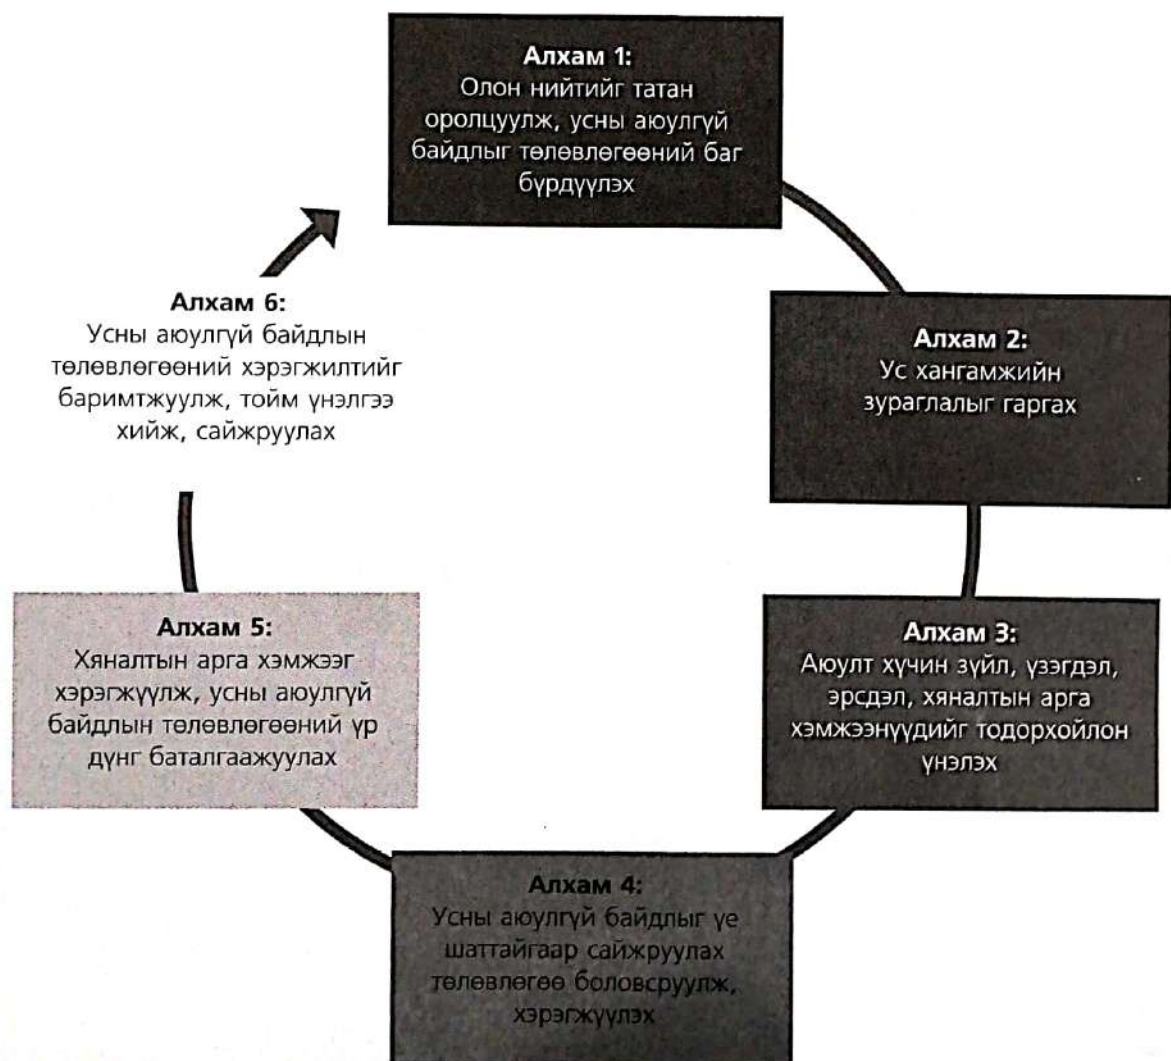 Алхам 1:
Олон нийтийг татан
оролцуулж, усны аюулгүй
байдлыг төлөвлөгөөний баг
бүрдүүлэх
Алхам 2:
Ус хангамжийн
зураглалыг гаргах
Алхам 3:
Аюулт хүчин зүйл, үзэгдэл,
эрсдэл, хяналтын арга
хэмжээнүүдийг тодорхойлон
үнэлэх
Алхам 4:
Усны аюулгүй байдлыг үе
шаттайгаар сайжруулах
төлөвлөгөө боловсруулж,
хэрэгжүүлэх
Алхам 5:
Хяналтын арга хэмжээг
хэрэгжүүлж, усны аюулгүй
байдлын төлөвлөгөөний үр
дүнг баталгаажуулах
Алхам 6:
Усны аюулгүй байдлын
төлөвлөгөөний хэрэгжилтийг
баримтжуулж, тойм үнэлгээ
хийж, сайжруулах